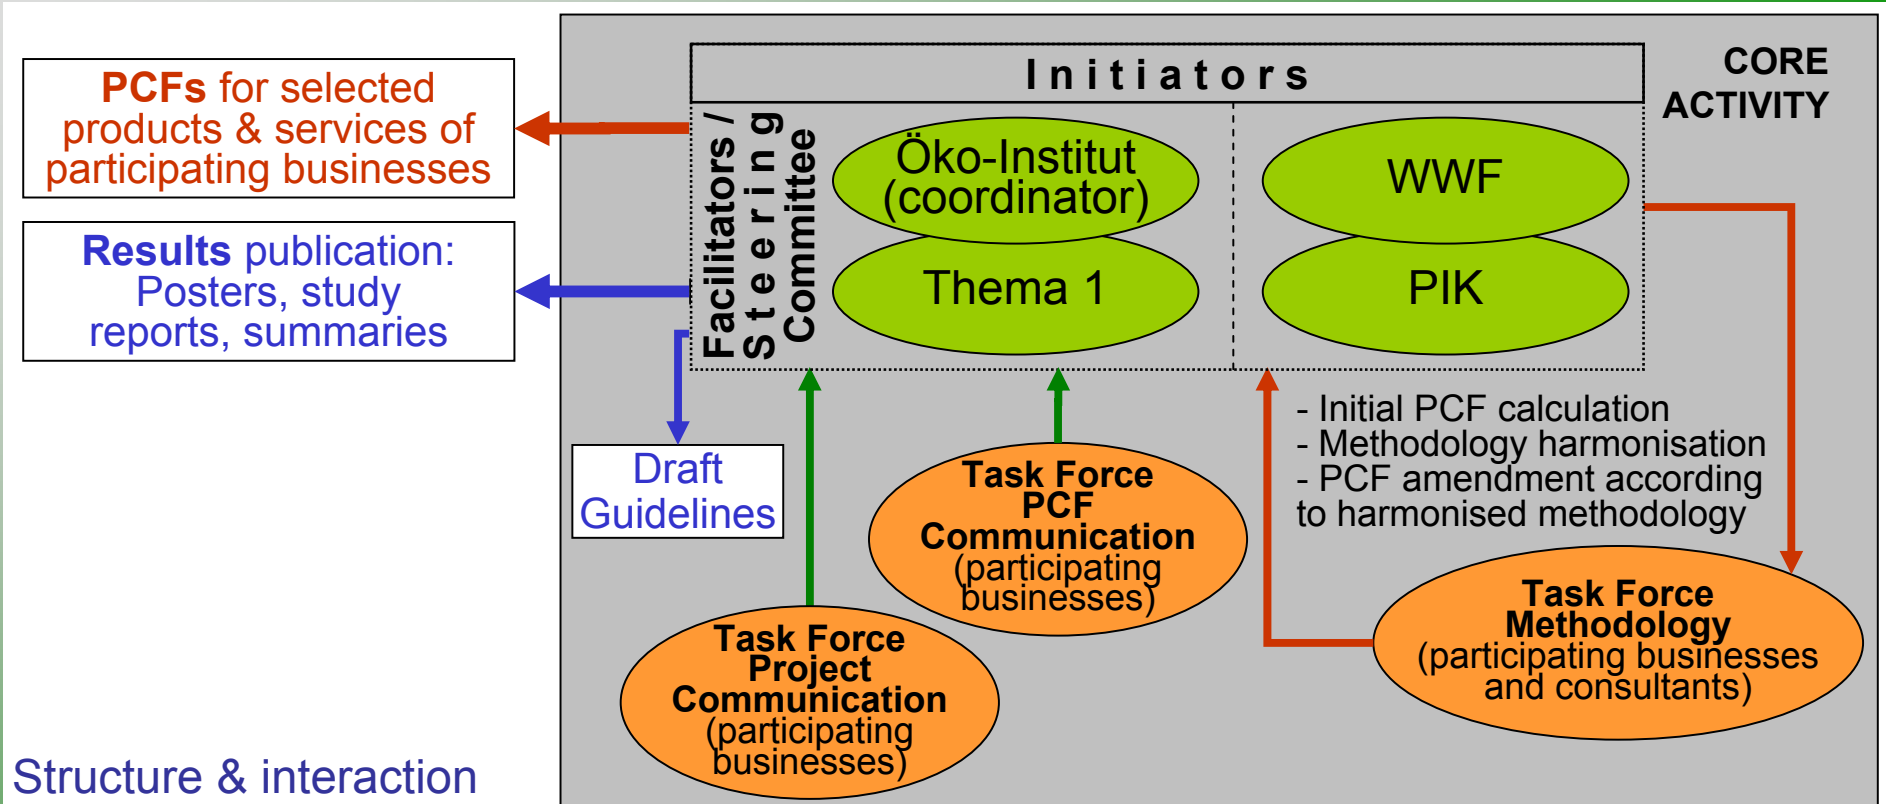 PCFs for selected
products & services of
participating businesses
Results publication:
Posters, study
reports, summaries
Draft
Guidelines
Structure & interaction
CORE
ACTIVITY
Initiators
Facilitators /
Steering
Committee
Öko-Institut
(coordinator)
Thema 1
WWF
PIK
- Initial PCF calculation
- Methodology harmonisation
- PCF amendment according
to harmonised methodology
Task Force
PCF
Communication
(participating
businesses)
Task Force
Project
Communication
(participating
businesses)
Task Force
Methodology
(participating businesses
and consultants)